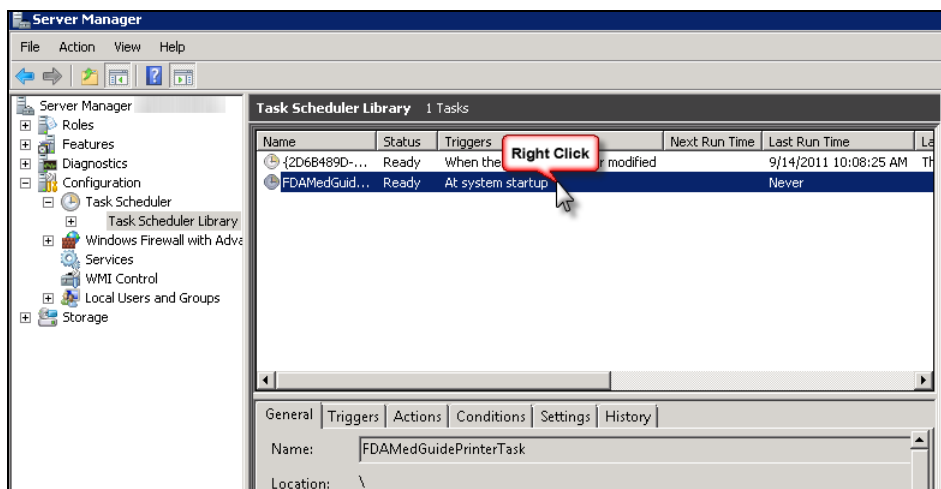 Server Manager
File Action View Help
Server Manager
Roles
Features
Diagnostics
Configuration
Task Scheduler
Task Scheduler Library
Windows Firewall with Adva
Services
WMI Control
Local Users and Groups
Storage
Task Scheduler Library 1 Tasks
Name Status Triggers Next Run Time Last Run Time La
{2D6B489D-... Ready When the r modified 9/14/2011 10:08:25 AM Th
Right Click
FDAMedGuid... Ready At system startup Never
General Triggers Actions Conditions Settings History
Name: FDAMedGuidePrinterTask
Location: \